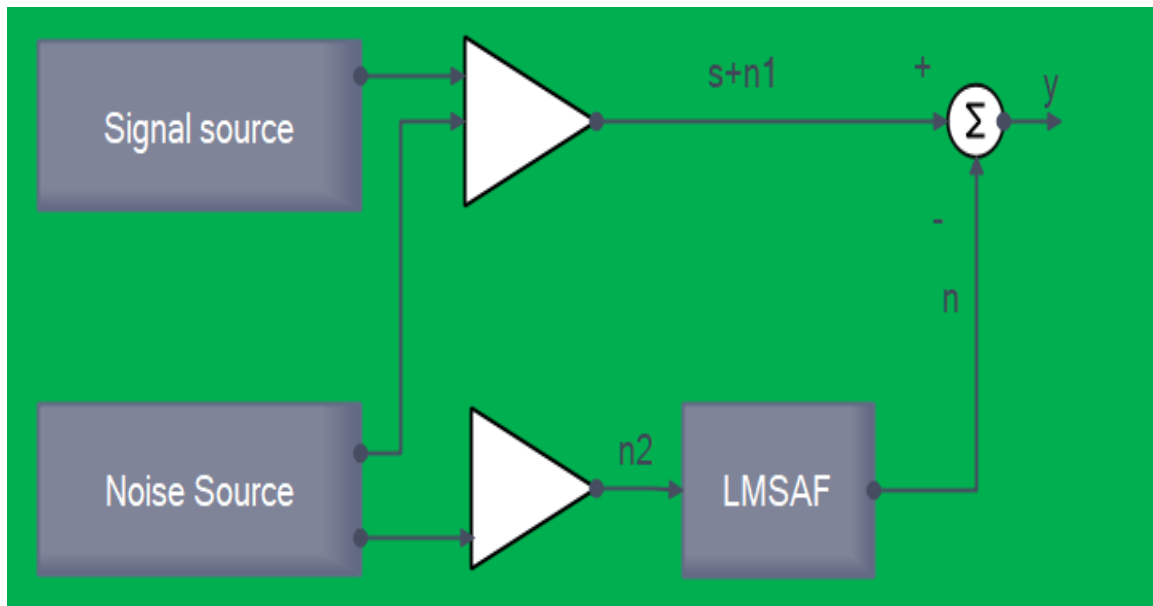 s+n1
+
Signal source
Σ
y
-
n
n2
Noise Source
LMSAF